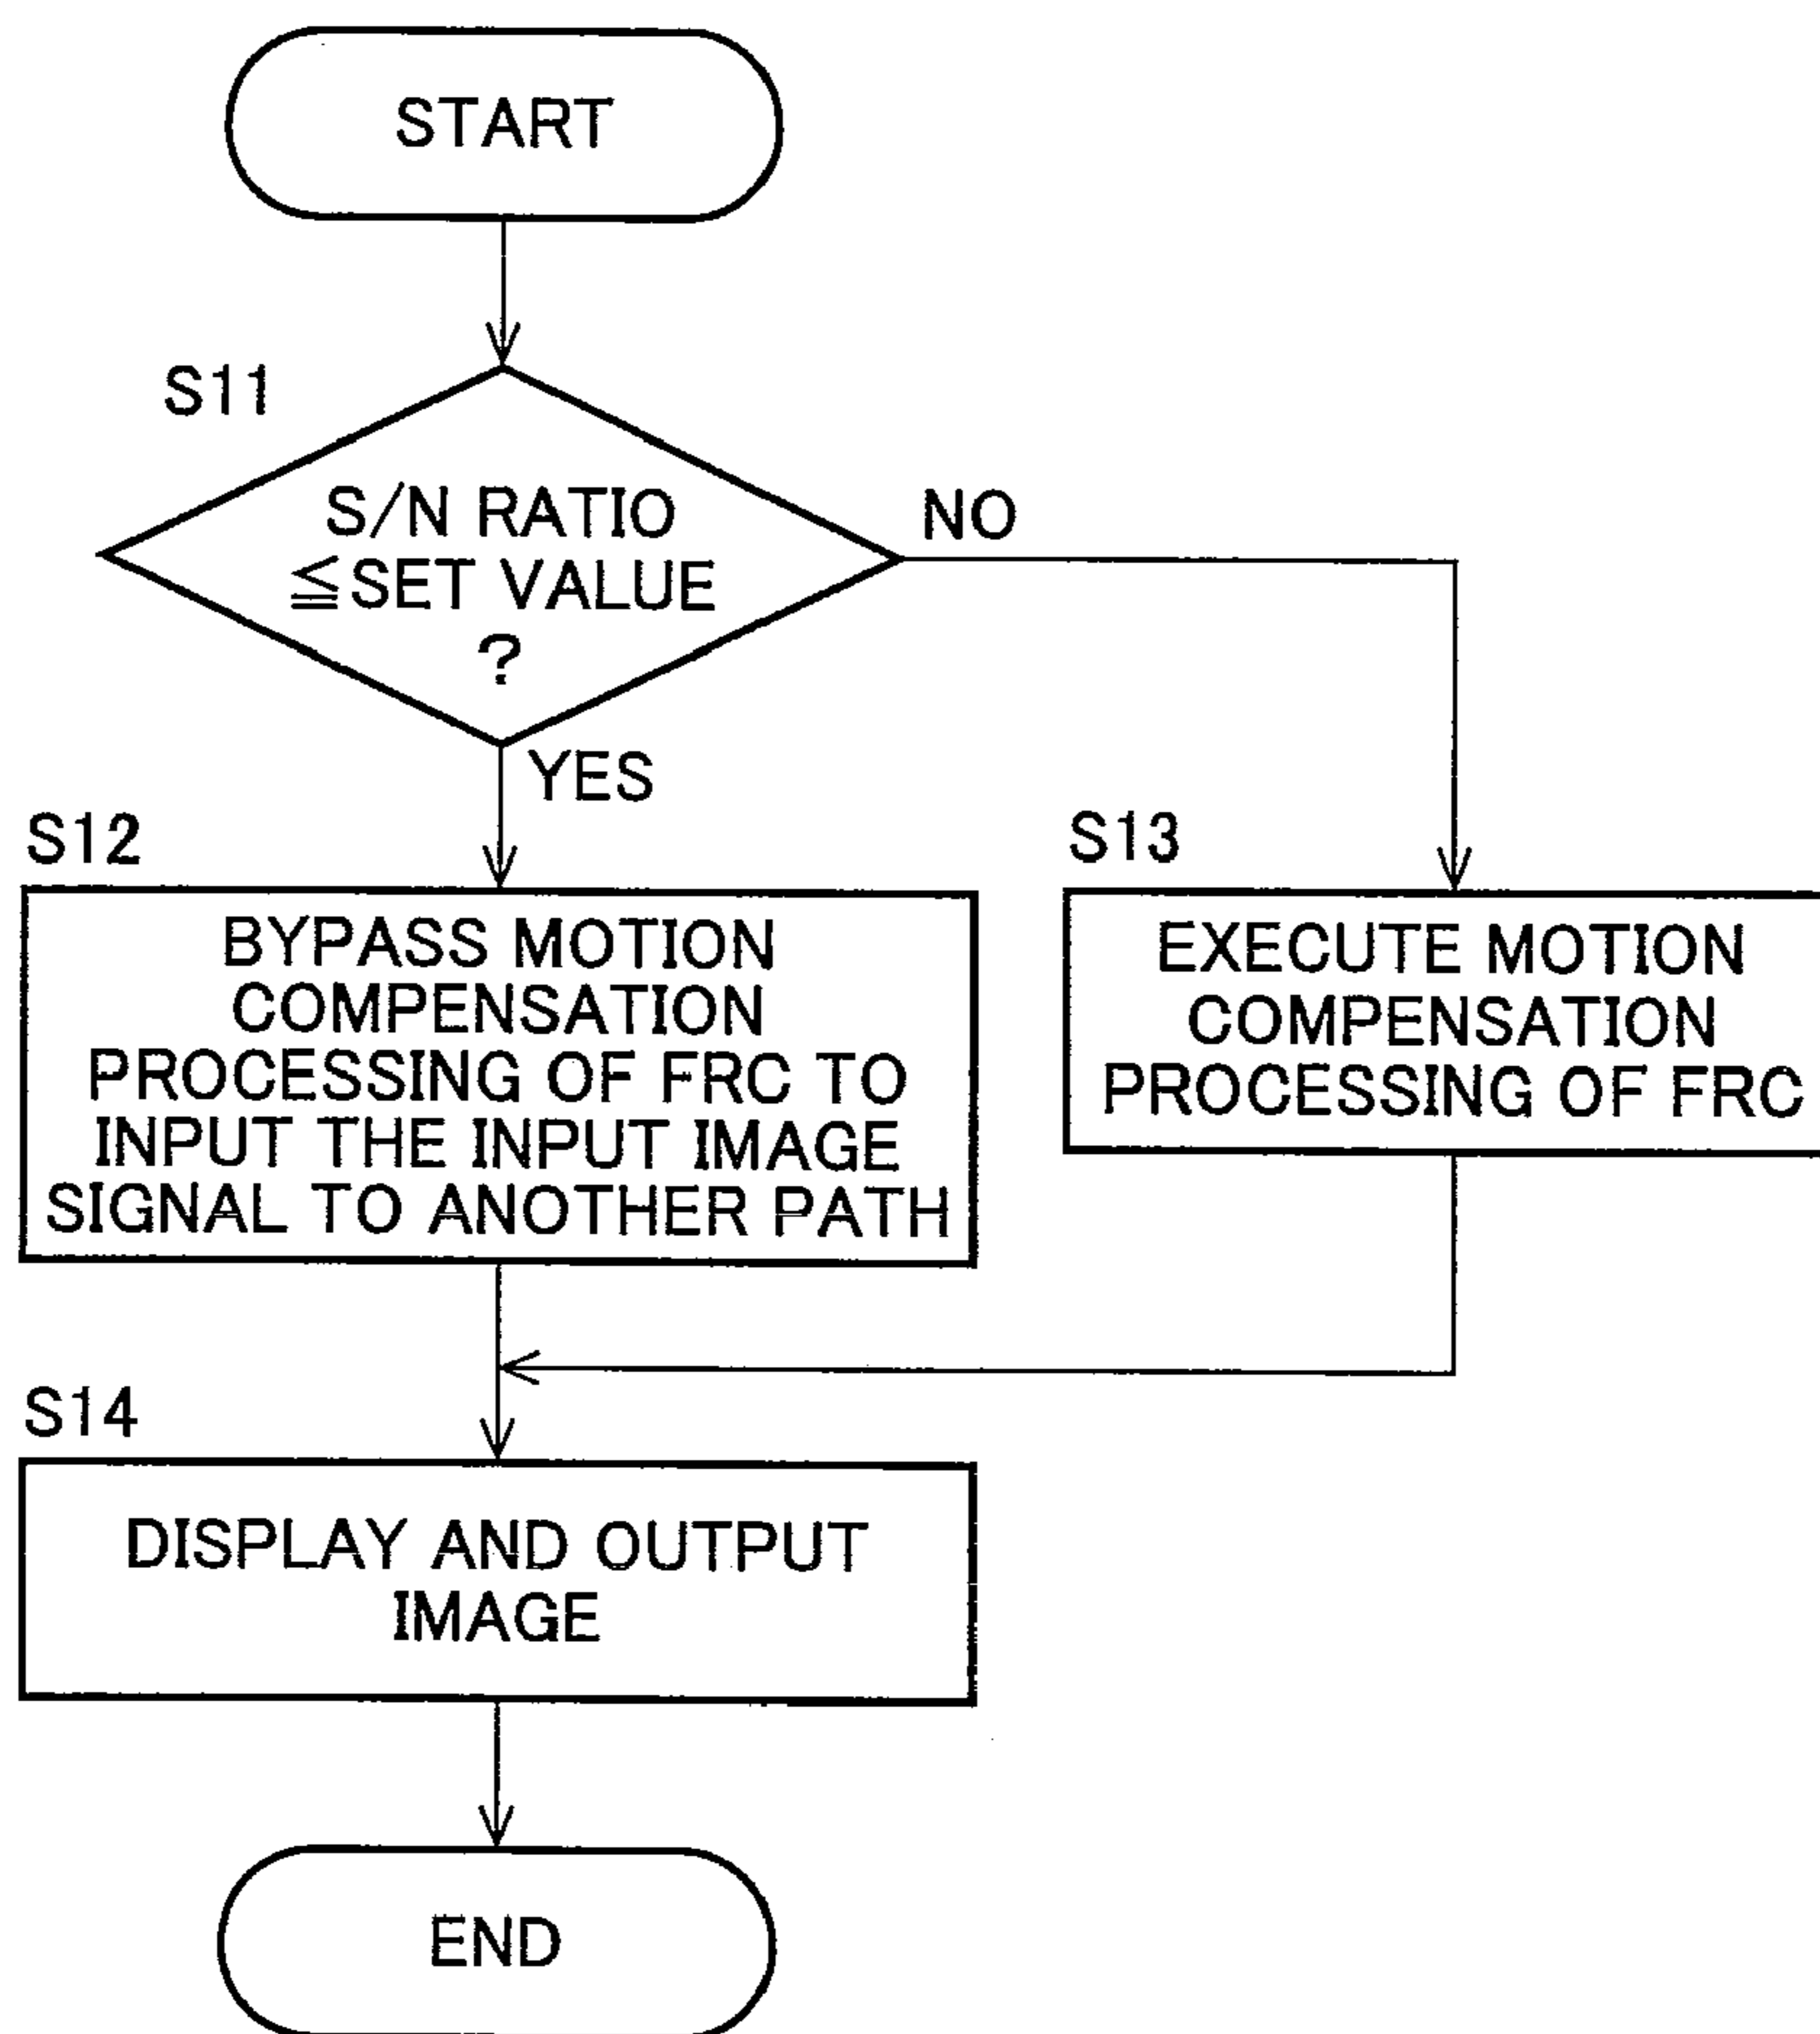 START
S11
S/N RATIO
≦SET VALUE
?
NO
YES
S12
BYPASS MOTION
COMPENSATION
PROCESSING OF FRC TO
INPUT THE INPUT IMAGE
SIGNAL TO ANOTHER PATH
S13
EXECUTE MOTION
COMPENSATION
PROCESSING OF FRC
S14
DISPLAY AND OUTPUT
IMAGE
END